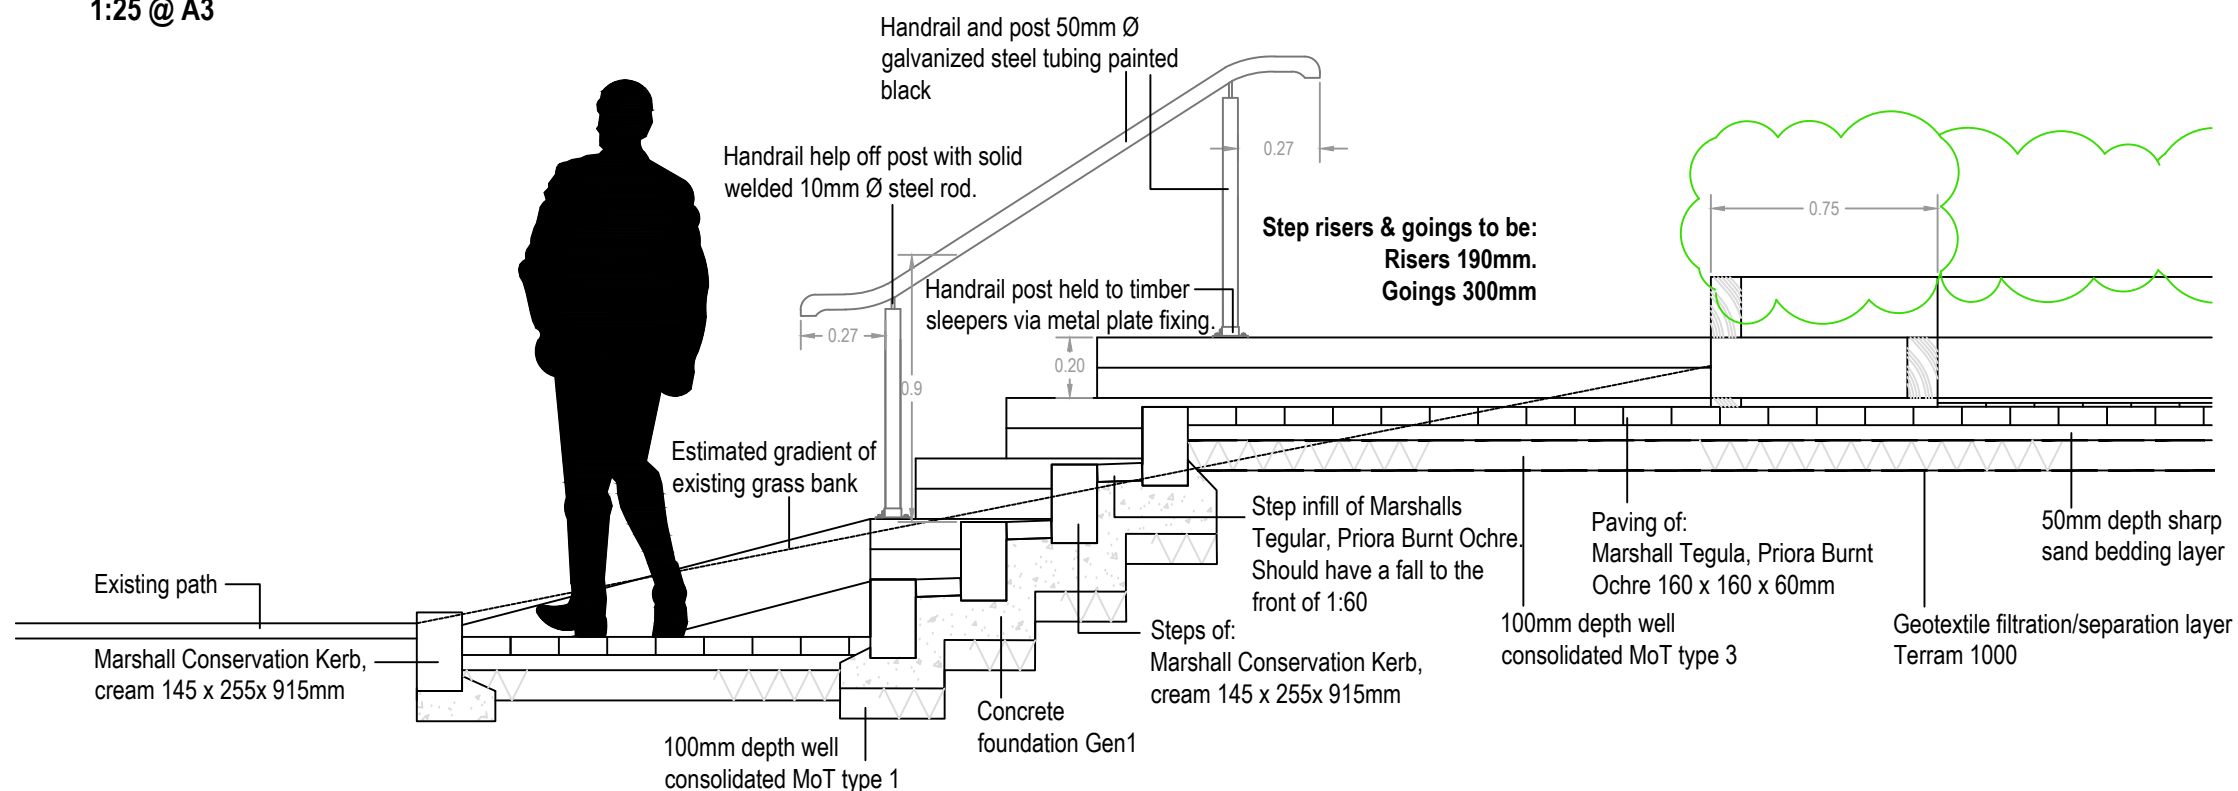 1:25 @ A3
Handrail and post 50mm Ø
galvanized steel tubing painted
black
Handrail help off post with solid
welded 10mm Ø steel rod.
0.27
0.75
Step risers & goings to be:
Risers 190mm.
Goings 300mm
Handrail post held to timber
sleepers via metal plate fixing.
0.27
0.20
0.9
Estimated gradient of
existing grass bank
Existing path
Marshall Conservation Kerb,
cream 145 x 255x 915mm
100mm depth well
consolidated MoT type 1
Concrete
foundation Gen1
Steps of:
Marshall Conservation Kerb,
cream 145 x 255x 915mm
Step infill of Marshalls
Tegular, Priora Burnt Ochre.
Should have a fall to the
front of 1:60
100mm depth well
consolidated MoT type 3
Paving of:
Marshall Tegula, Priora Burnt
Ochre 160 x 160 x 60mm
Geotextile filtration/separation layer
Terram 1000
50mm depth sharp
sand bedding layer